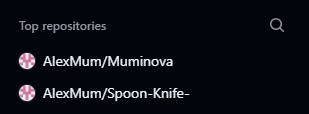 Top repositories
AlexMum/Muminova
AlexMum/Spoon-Knife-